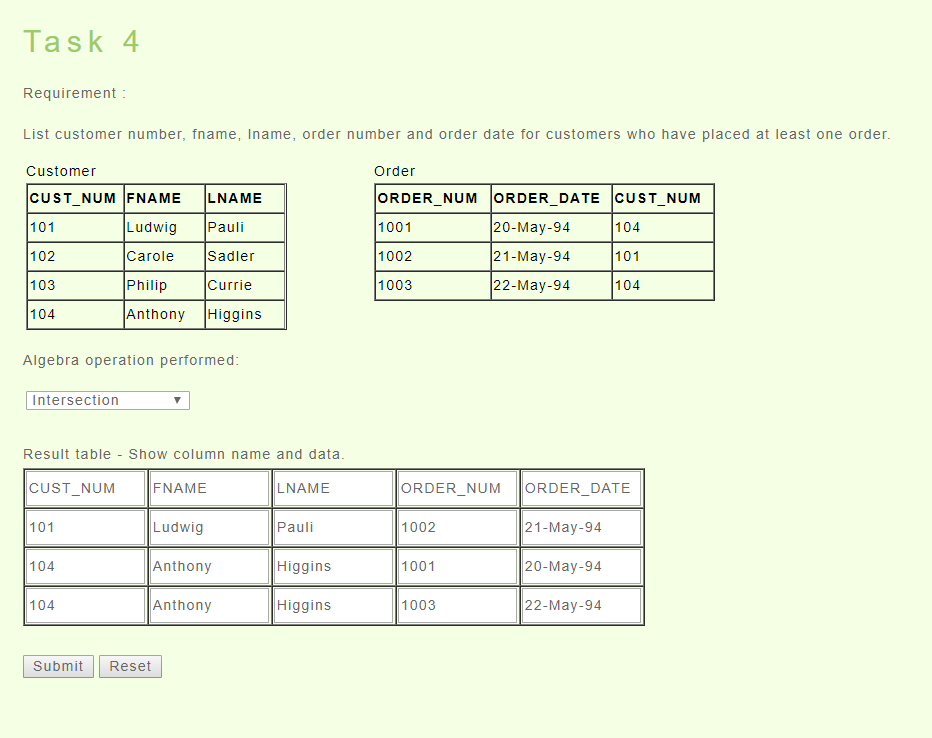 Task 4
Requirement :
List customer number, fname, lname, order number and order date for customers who have placed at least one order.
Customer
CUST_NUM FNAME LNAME
101 Ludwig Pauli
102 Carole Sadler
103 Philip Currie
104 Anthony Higgins
Order
ORDER_NUM ORDER_DATE CUST_NUM
1001 20-May-94 104
1002 21-May-94 101
1003 22-May-94 104
Algebra operation performed:
Intersection ▼
Result table - Show column name and data.
CUST_NUM FNAME LNAME ORDER_NUM ORDER_DATE
101 Ludwig Pauli 1002 21-May-94
104 Anthony Higgins 1001 20-May-94
104 Anthony Higgins 1003 22-May-94
Submit Reset